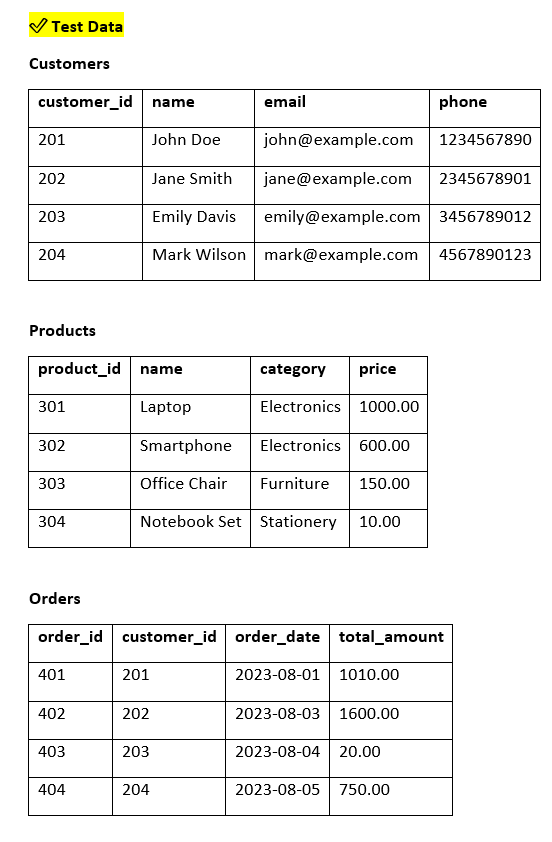 ✓ Test Data
Customers
customer_id name email phone
201 John Doe john@example.com 1234567890
202 Jane Smith jane@example.com 2345678901
203 Emily Davis emily@example.com 3456789012
204 Mark Wilson mark@example.com 4567890123
Products
product_id name category price
301 Laptop Electronics 1000.00
302 Smartphone Electronics 600.00
303 Office Chair Furniture 150.00
304 Notebook Set Stationery 10.00
Orders
order_id customer_id order_date total_amount
401 201 2023-08-01 1010.00
402 202 2023-08-03 1600.00
403 203 2023-08-04 20.00
404 204 2023-08-05 750.00